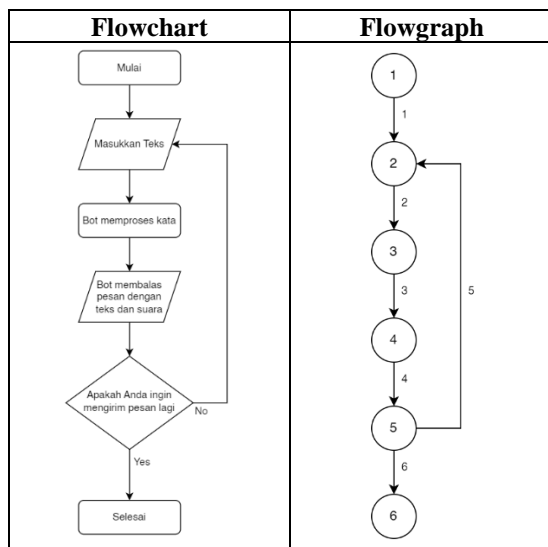 Flowchart
Flowgraph
Mulai
Masukkan Teks
Bot memproses kata
Bot membalas
pesan dengan
teks dan suara
Apakah Anda ingin
mengirim pesan lagi
No
Yes
Selesai
1
1
2
2
3
3
5
4
4
5
6
6